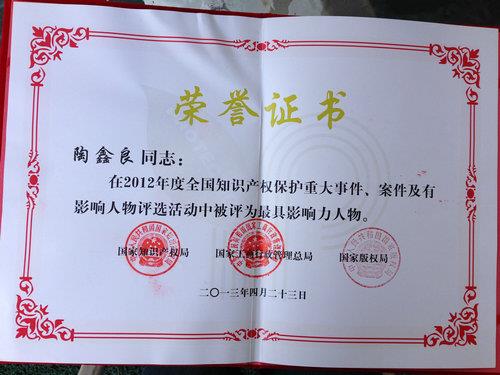 荣誉证书
陶鑫良同志：
在2012年度全国知识产权保护重大事件、案件及有
影响人物评选活动中被评为最具影响力人物。
国家知识产权局 国家工商行政管理总局 国家版权局
二〇一三年四月二十三日